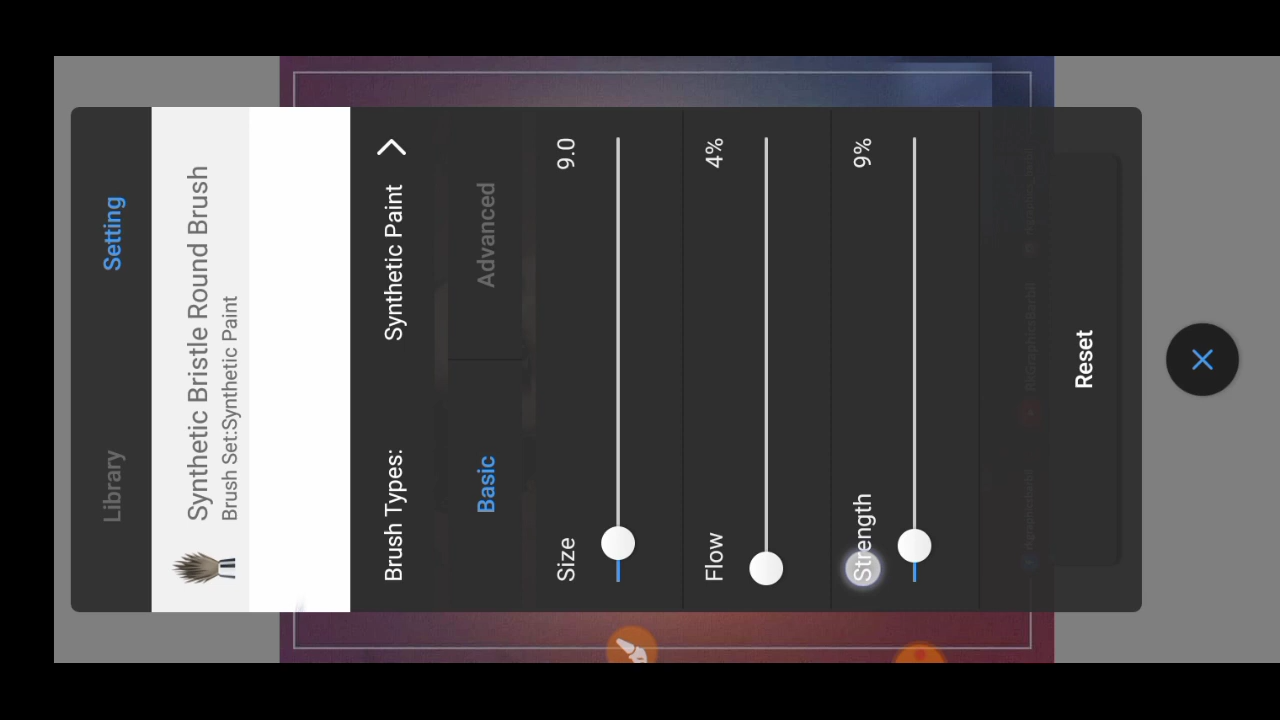 Library
Setting
Synthetic Bristle Round Brush
Brush Set:Synthetic Paint
Brush Types:
Synthetic Paint
Basic
Advanced
Size
9.0
Flow
4%
Strength
9%
Reset